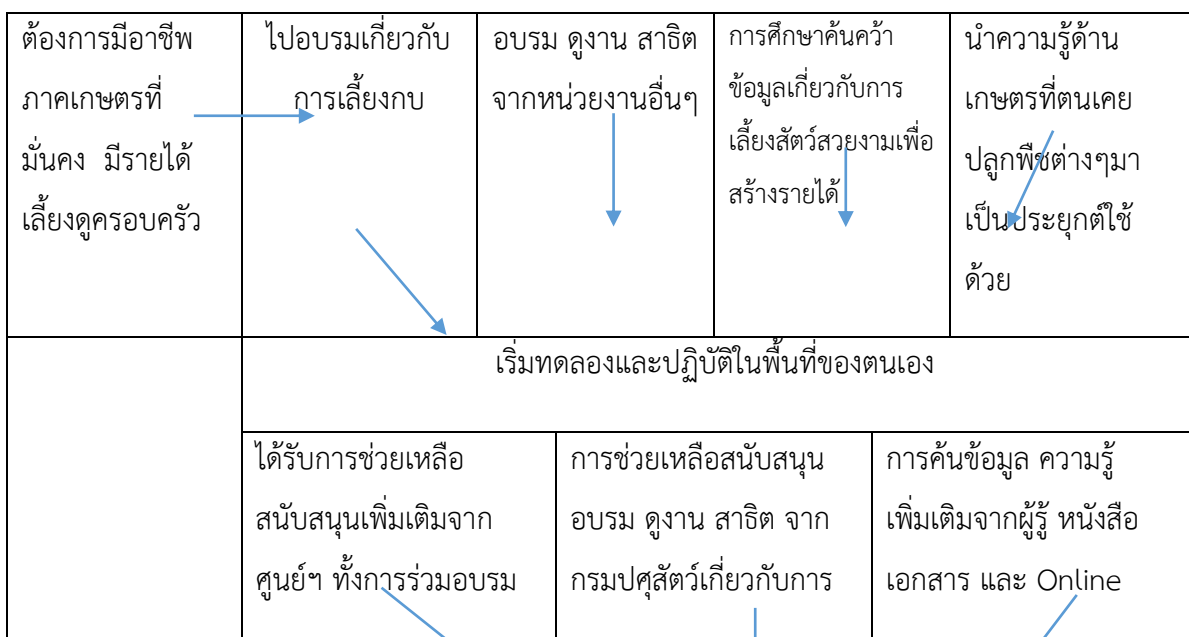 ต้องการมีอาชีพ
ภาคเกษตรที่
มั่นคง มีรายได้
เลี้ยงดูครอบครัว
ไปอบรมเกี่ยวกับ
การเลี้ยงกบ
อบรม ดูงาน สาธิต
จากหน่วยงานอื่นๆ
การศึกษาค้นคว้า
ข้อมูลเกี่ยวกับการ
เลี้ยงสัตว์สวยงามเพื่อ
สร้างรายได้
นำความรู้ด้าน
เกษตรที่ตนเคย
ปลูกพืชต่างๆมา
เป็นประยุกต์ใช้
ด้วย
เริ่มทดลองและปฏิบัติในพื้นที่ของตนเอง
ได้รับการช่วยเหลือ
สนับสนุนเพิ่มเติมจาก
ศูนย์ฯ ทั้งการร่วมอบรม
การช่วยเหลือสนับสนุน
อบรม ดูงาน สาธิต จาก
กรมปศุสัตว์เกี่ยวกับการ
การค้นข้อมูล ความรู้
เพิ่มเติมจากผู้รู้ หนังสือ
เอกสาร และ Online